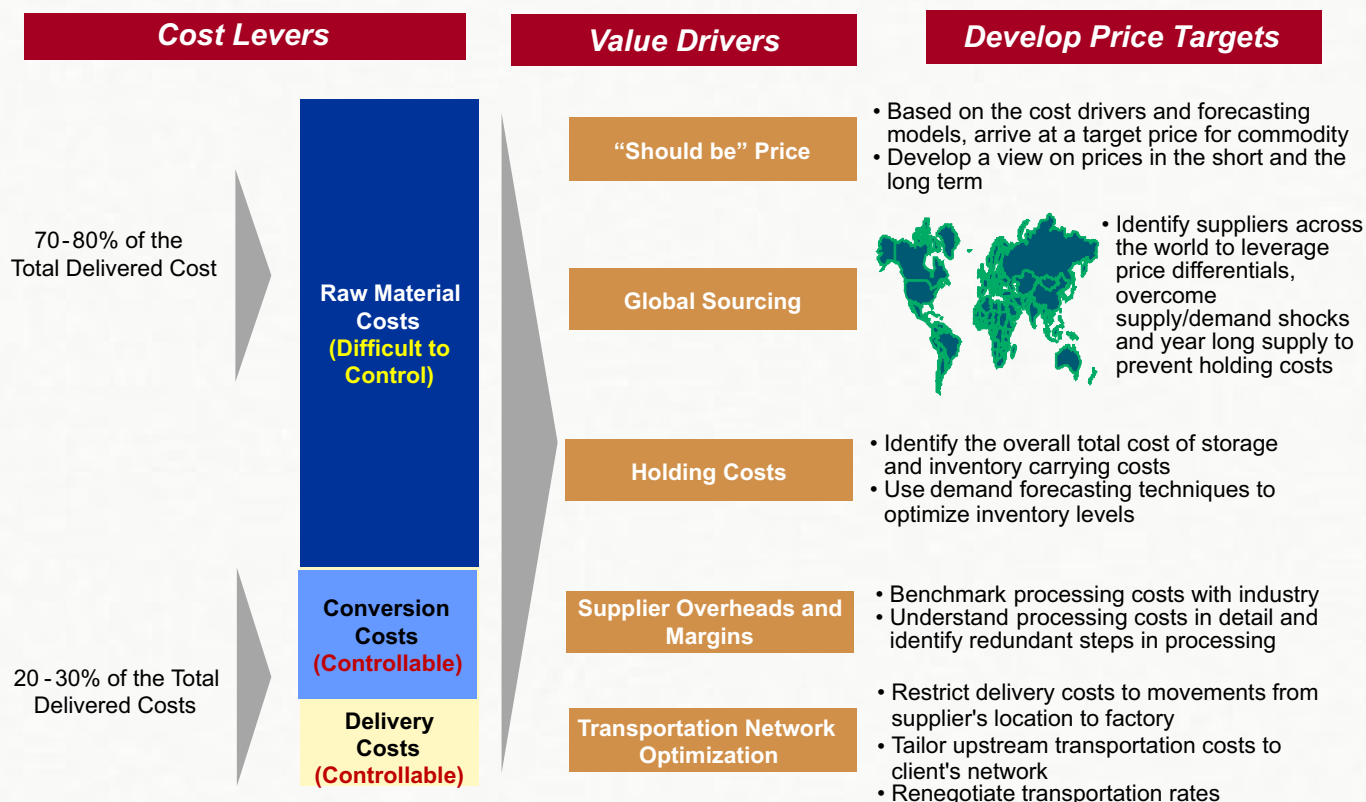 Cost Levers
Value Drivers
Develop Price Targets
70-80% of the
Total Delivered Cost
20-30% of the Total
Delivered Costs
Raw Material
Costs
(Difficult to
Control)
Conversion
Costs
(Controllable)
Delivery
Costs
(Controllable)
“Should be” Price
• Based on the cost drivers and forecasting
models, arrive at a target price for commodity
• Develop a view on prices in the short and the
long term
Global Sourcing
• Identify suppliers across
the world to leverage
price differentials,
overcome
supply/demand shocks
and year long supply to
prevent holding costs
Holding Costs
• Identify the overall total cost of storage
and inventory carrying costs
• Use demand forecasting techniques to
optimize inventory levels
Supplier Overheads and
Margins
• Benchmark processing costs with industry
• Understand processing costs in detail and
identify redundant steps in processing
Transportation Network
Optimization
• Restrict delivery costs to movements from
supplier's location to factory
• Tailor upstream transportation costs to
client's network
• Renegotiate transportation rates